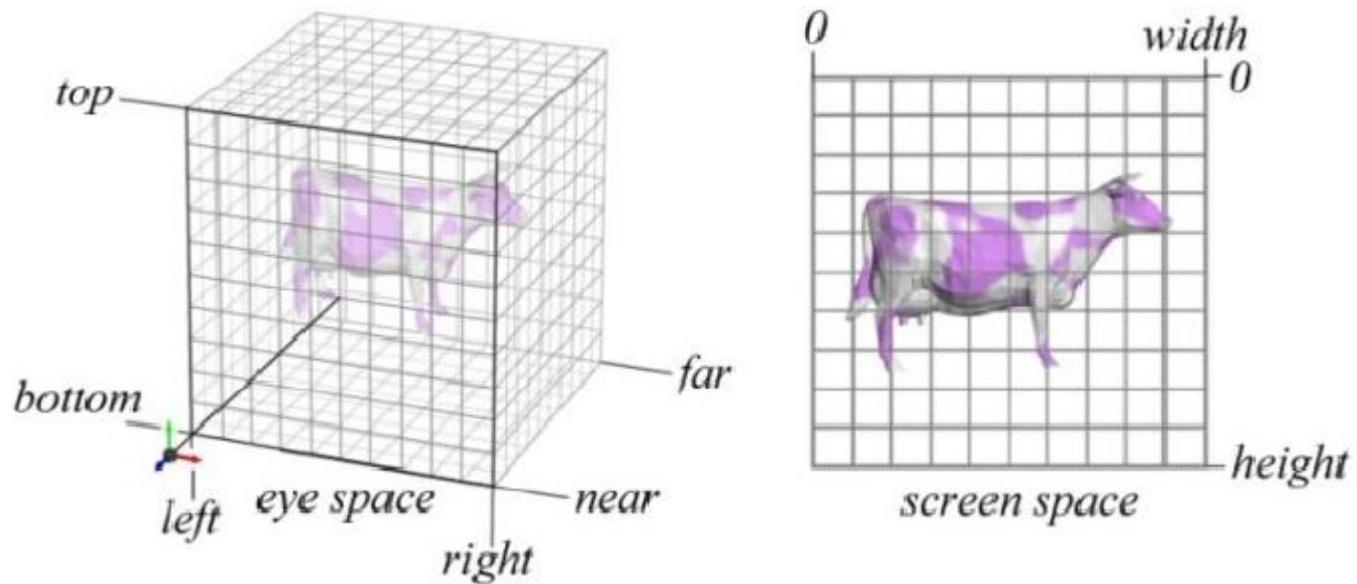 top
bottom
left
eye space
right
near
far
0
width
0
height
screen space